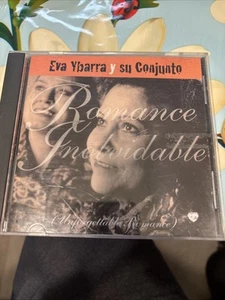 Eva Ybarra y su Conjunto
Romance
Inolvidable
(Unforgettable Romance)